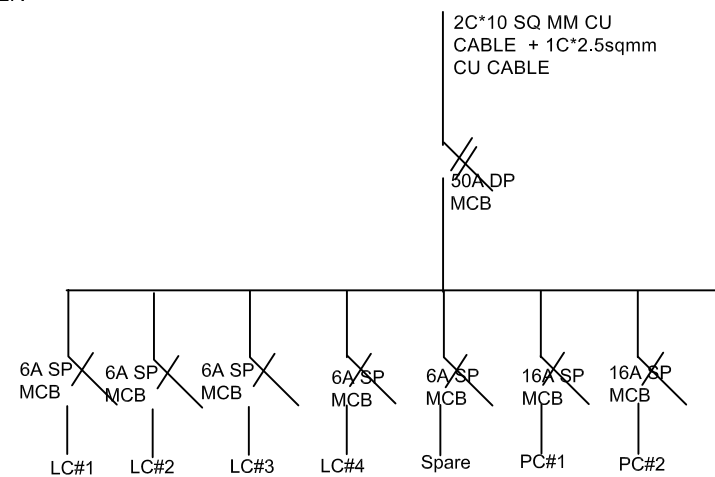 2C*10 SQ MM CU
CABLE + 1C*2.5sqmm
CU CABLE
50A DP
MCB
6A SP
MCB
6A SP
MCB
6A SP
MCB
6A SP
MCB
6A SP
MCB
16A SP
MCB
16A SP
MCB
LC#1
LC#2
LC#3
LC#4
Spare
PC#1
PC#2